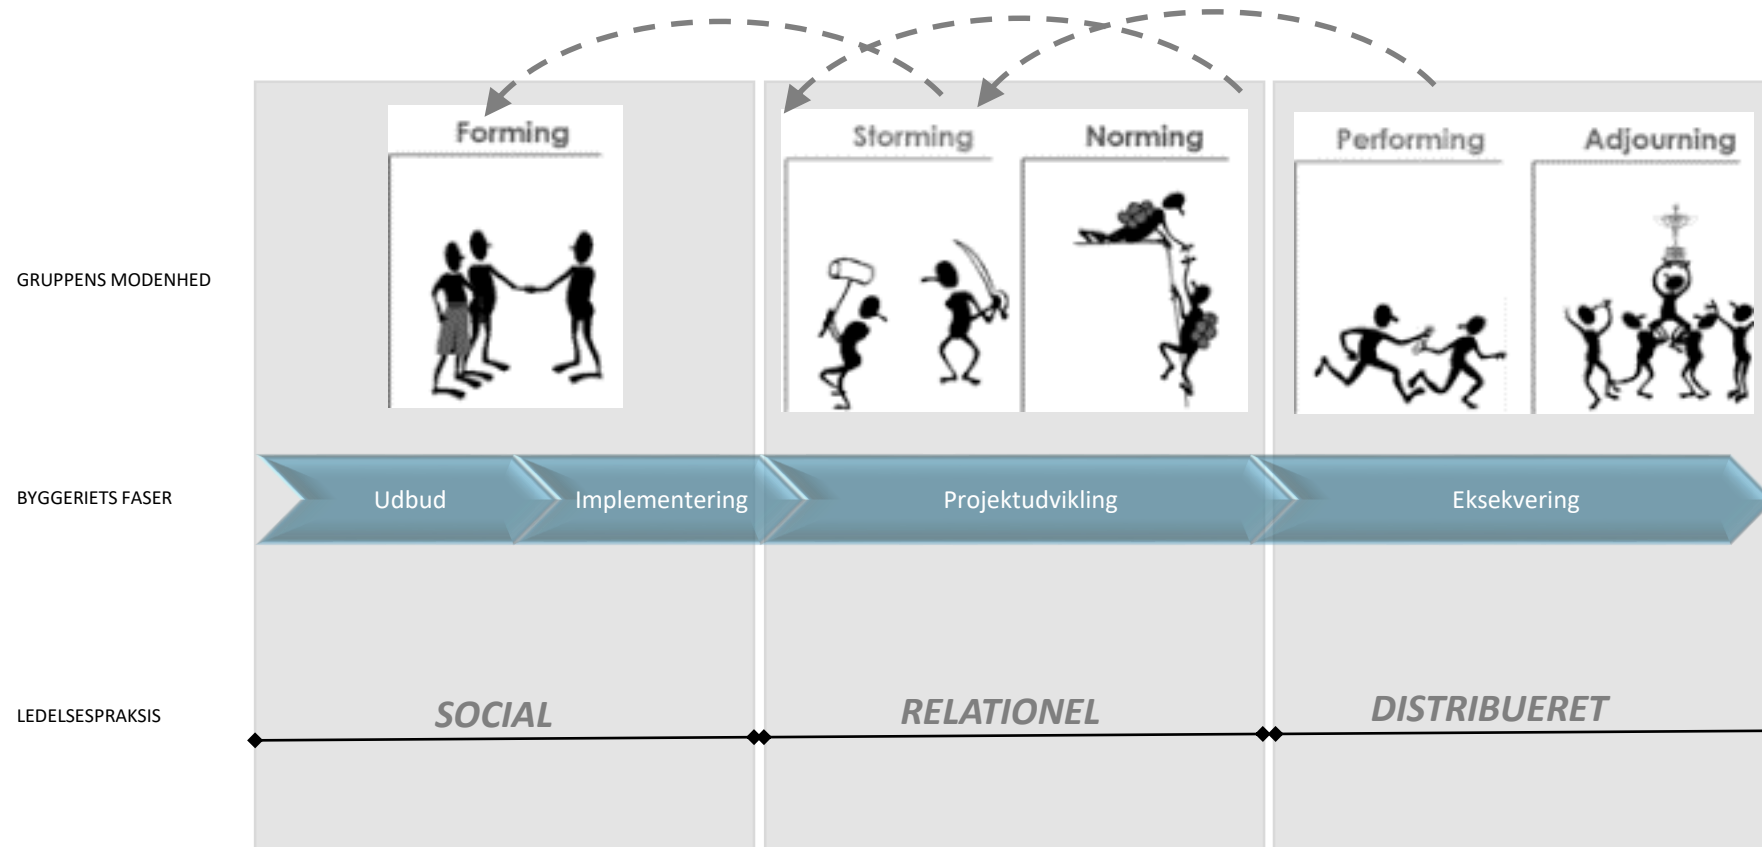 Forming
Storming
Norming
Performing
Adjourning
GRUPPENS MODENHED
BYGGERIETS FASER
Udbud
Implementering
Projektudvikling
Eksekvering
LEDELSESPRAKSIS
SOCIAL
RELATIONEL
DISTRIBUERET